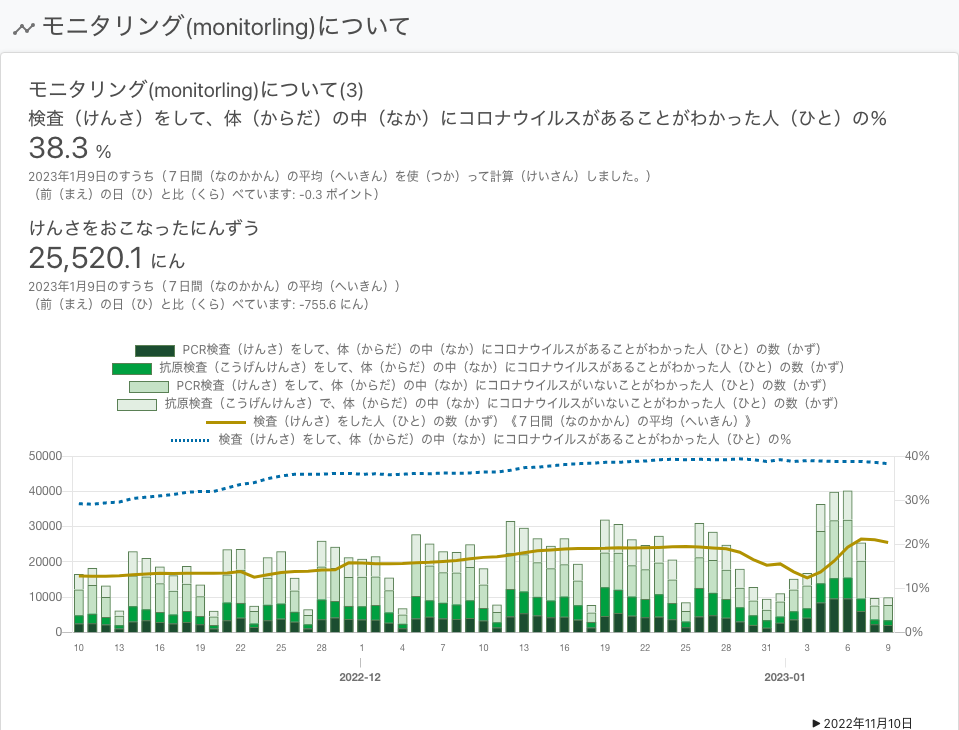 モニタリング(monitorling)について
モニタリング(monitorling)について(3)
検査（けんさ）をして、体（からだ）の中（なか）にコロナウイルスがあることがわかった人（ひと）の%
38.3 %
2023年1月9日のすうち（７日間（なのかかん）の平均（へいきん）を使（つか）って計算（けいさん）しました。）
（前（まえ）の日（ひ）と比（くら）べています: -0.3 ポイント）
けんさをおこなったにんずう
25,520.1 にん
2023年1月9日のすうち（７日間（なのかかん）の平均（へいきん））
（前（まえ）の日（ひ）と比（くら）べています: -755.6 にん）
PCR検査（けんさ）をして、体（からだ）の中（なか）にコロナウイルスがあることがわかった人（ひと）の数（かず）
抗原検査（こうげんけんさ）をして、体（からだ）の中（なか）にコロナウイルスがあることがわかった人（ひと）の数（かず）
PCR検査（けんさ）をして、体（からだ）の中（なか）にコロナウイルスがいないことがわかった人（ひと）の数（かず）
抗原検査（こうげんけんさ）で、体（からだ）の中（なか）にコロナウイルスがいないことがわかった人（ひと）の数（かず）
検査（けんさ）をした人（ひと）の数（かず）《７日間（なのかかん）の平均（へいきん）》
検査（けんさ）をして、体（からだ）の中（なか）にコロナウイルスがあることがわかった人（ひと）の%
50000 40%
40000 30%
30000
20000 20%
10000 10%
0 0%
10 13 16 19 22 25 28 1 4 7 10 13 16 19 22 25 28 31 3 6 9
2022-12 2023-01
▶ 2022年11月10日